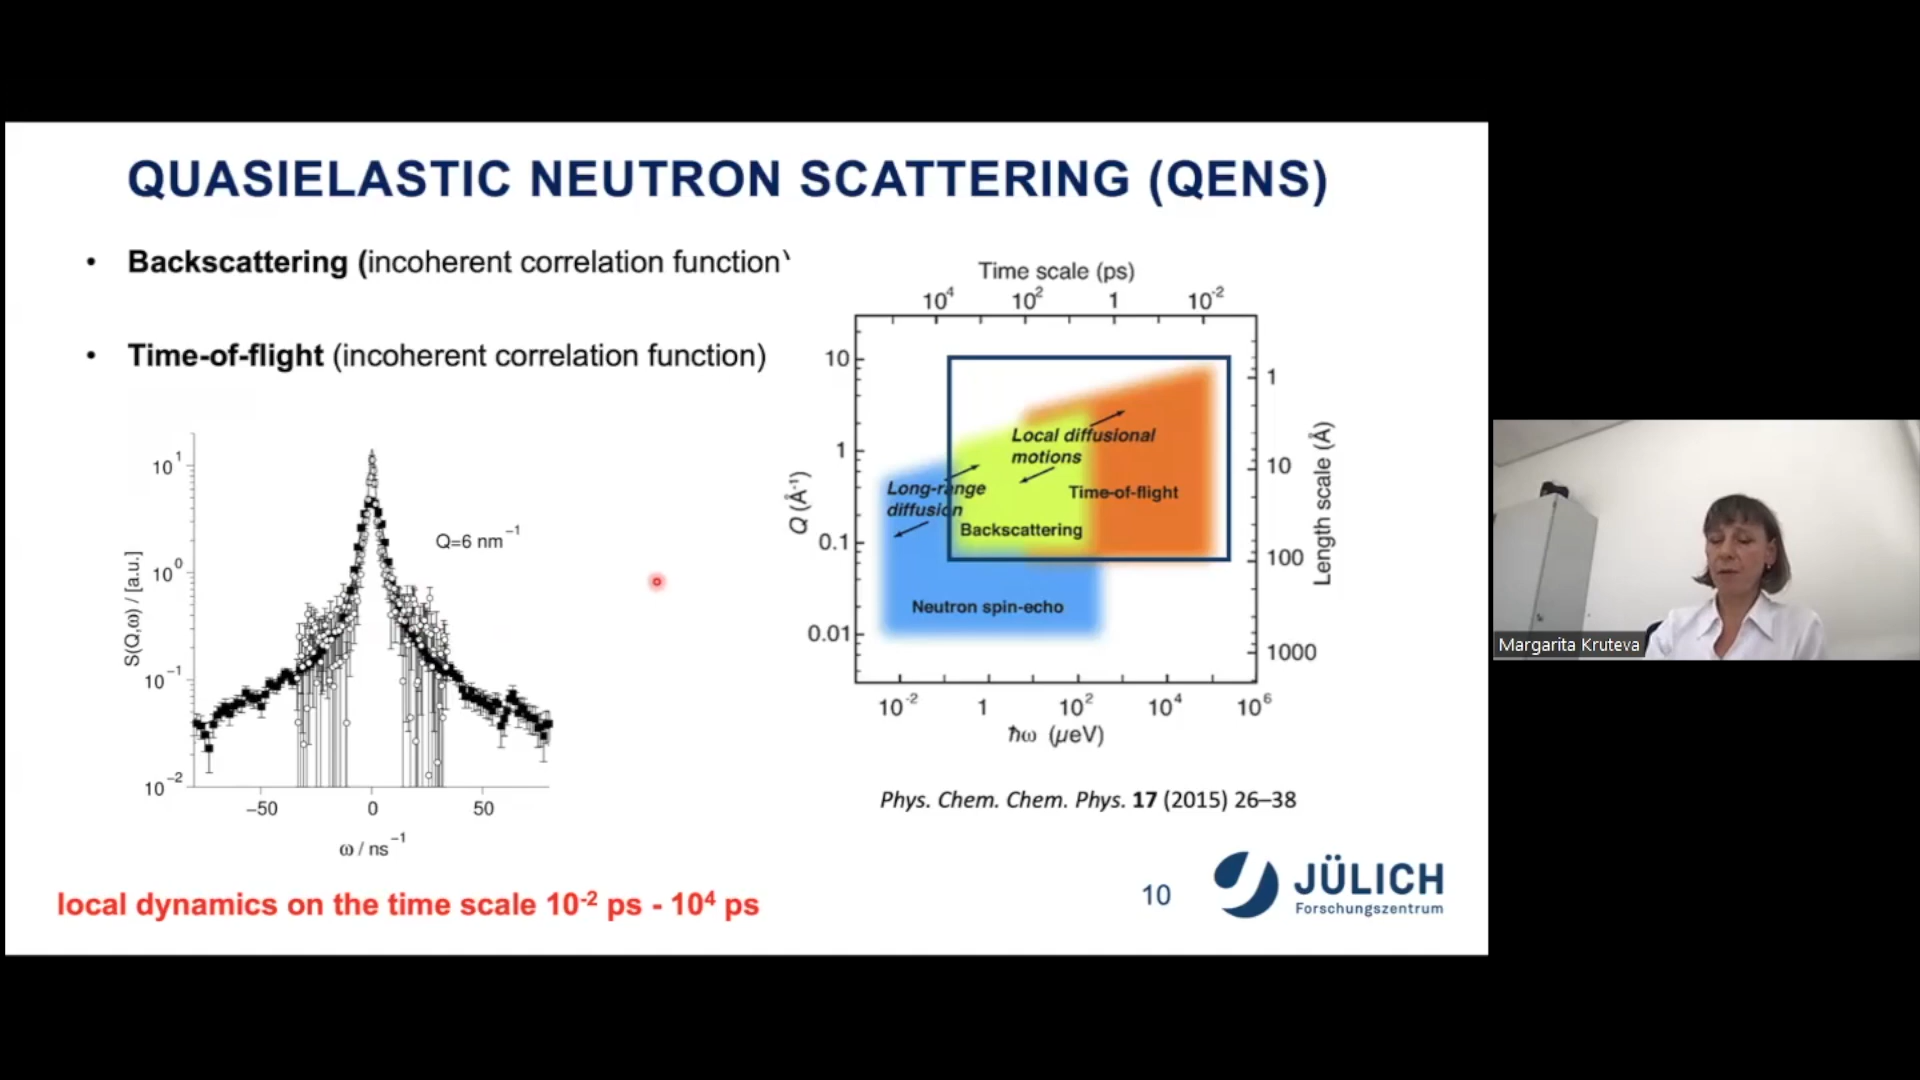 QUASIELASTIC NEUTRON SCATTERING (QENS)
• Backscattering (incoherent correlation function)
• Time-of-flight (incoherent correlation function)
10¹
10⁰
10⁻¹
10⁻²
S(Q,ω) / [a.u.]
Q=6 nm⁻¹
−50 0 50
ω / ns⁻¹
Time scale (ps)
10⁴ 10² 1 10⁻²
10
1
0.1
0.01
Q (Å⁻¹)
Local diffusional
motions
Long-range
diffusion
Time-of-flight
Backscattering
Neutron spin-echo
1
10
100
1000
Length scale (Å)
10⁻² 1 10² 10⁴ 10⁶
ħω (µeV)
Phys. Chem. Chem. Phys. 17 (2015) 26–38
local dynamics on the time scale 10⁻² ps - 10⁴ ps
10
JÜLICH
Forschungszentrum
Margarita Kruteva